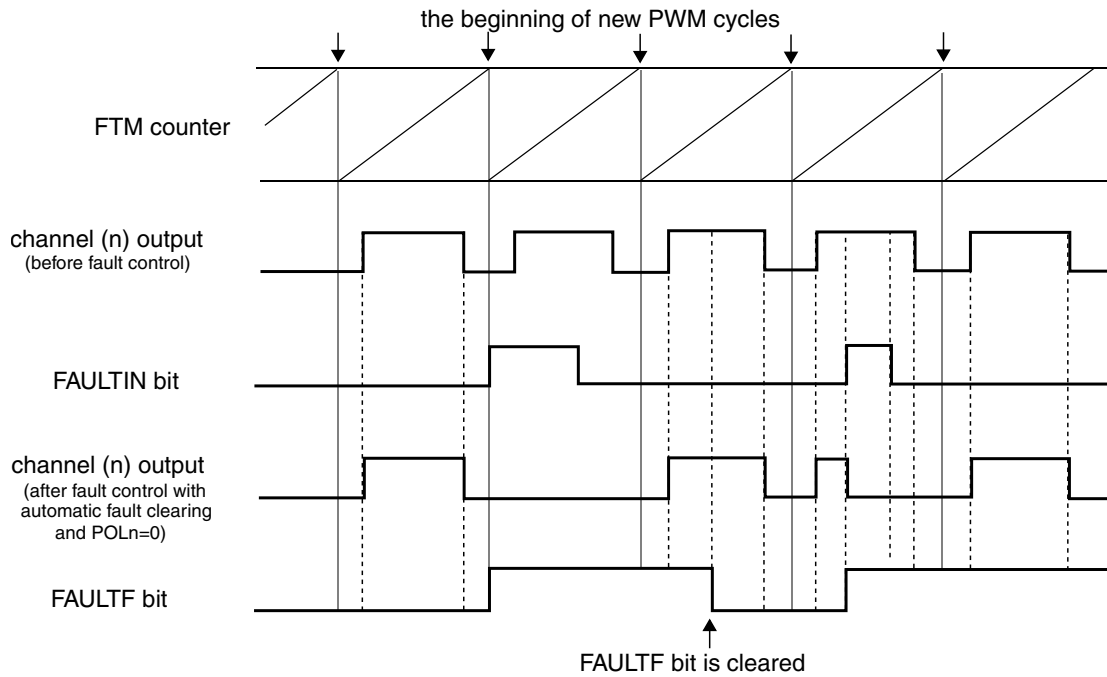 the beginning of new PWM cycles
FTM counter
channel (n) output
(before fault control)
FAULTIN bit
channel (n) output
(after fault control with
automatic fault clearing
and POLn=0)
FAULTF bit
FAULTF bit is cleared